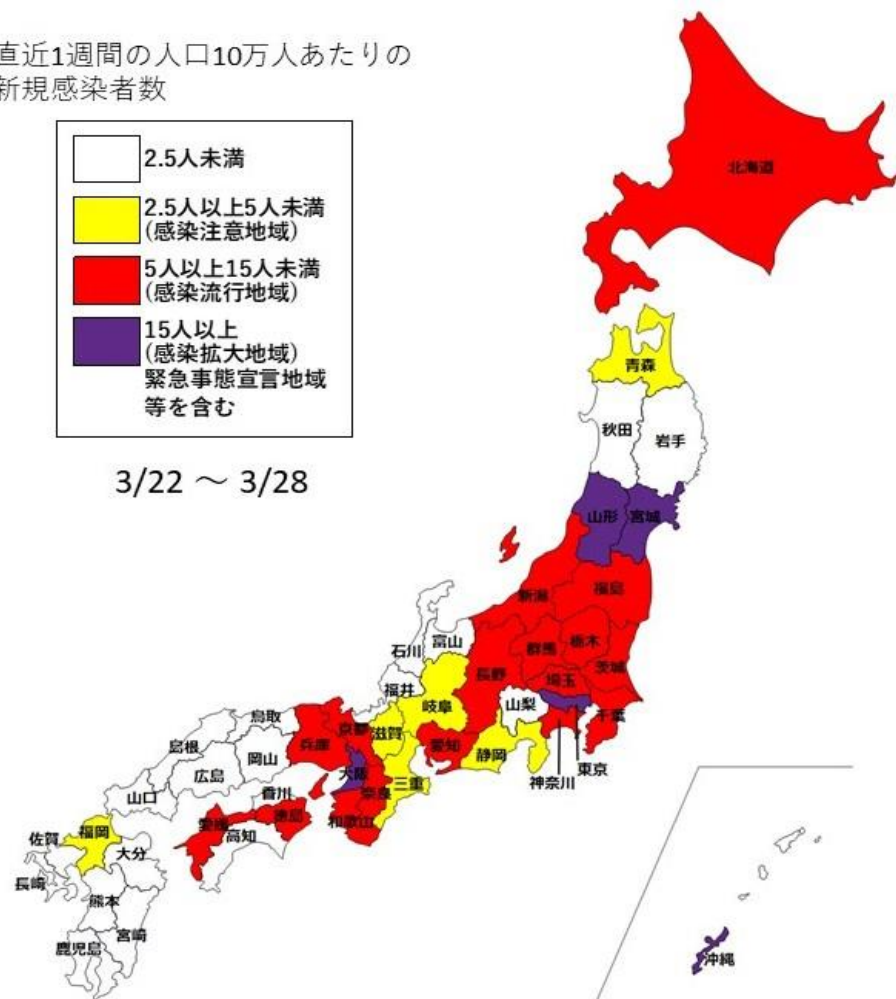 直近1週間の人口10万人あたりの
新規感染者数
2.5人未満
2.5人以上5人未満
(感染注意地域)
5人以上15人未満
(感染流行地域)
15人以上
(感染拡大地域)
緊急事態宣言地域
等を含む
3/22 ～ 3/28
北海道
青森
秋田
岩手
山形
宮城
新潟
福島
石川
富山
群馬
栃木
長野
茨城
福井
埼玉
岐阜
山梨
千葉
鳥取
京都
滋賀
兵庫
愛知
静岡
島根
岡山
大阪
東京
広島
奈良
三重
神奈川
山口
香川
徳島
和歌山
愛媛
高知
佐賀
福岡
大分
長崎
熊本
宮崎
鹿児島
沖縄